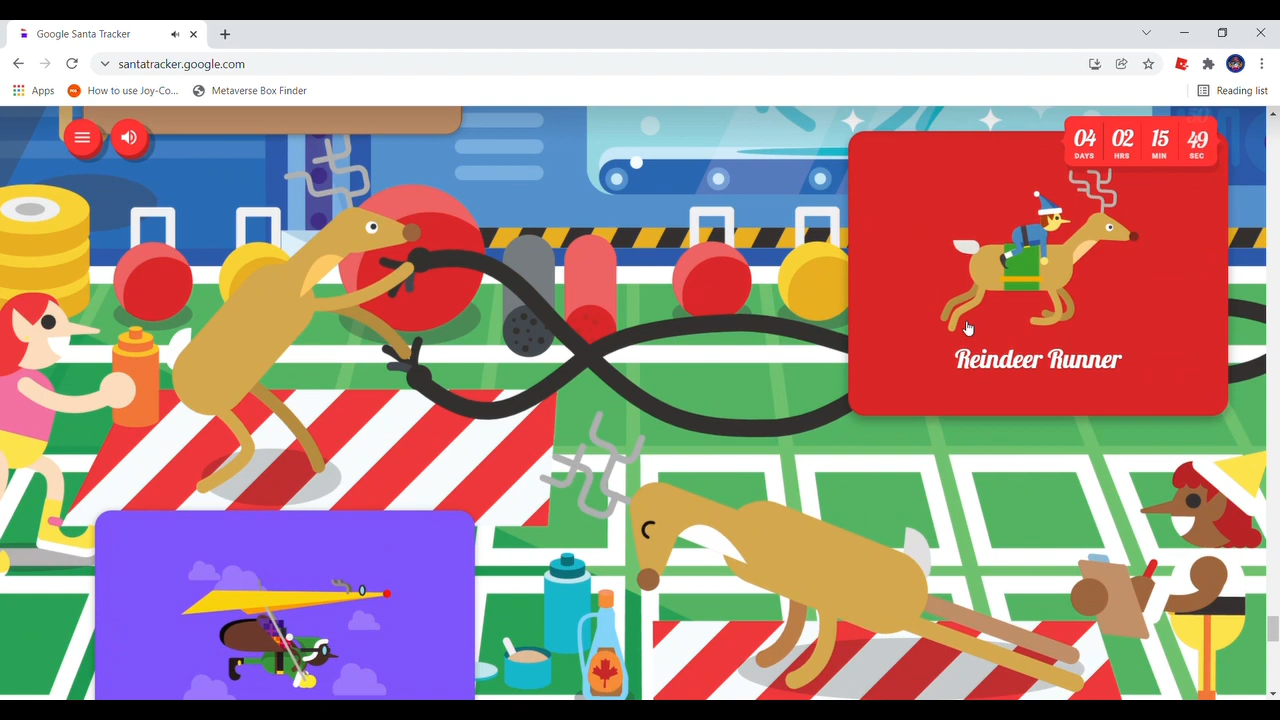 Google Santa Tracker
santatracker.google.com
Apps
How to use Joy-Co...
Metaverse Box Finder
Reading list
04 02 15 49
DAYS HRS MIN SEC
Reindeer Runner